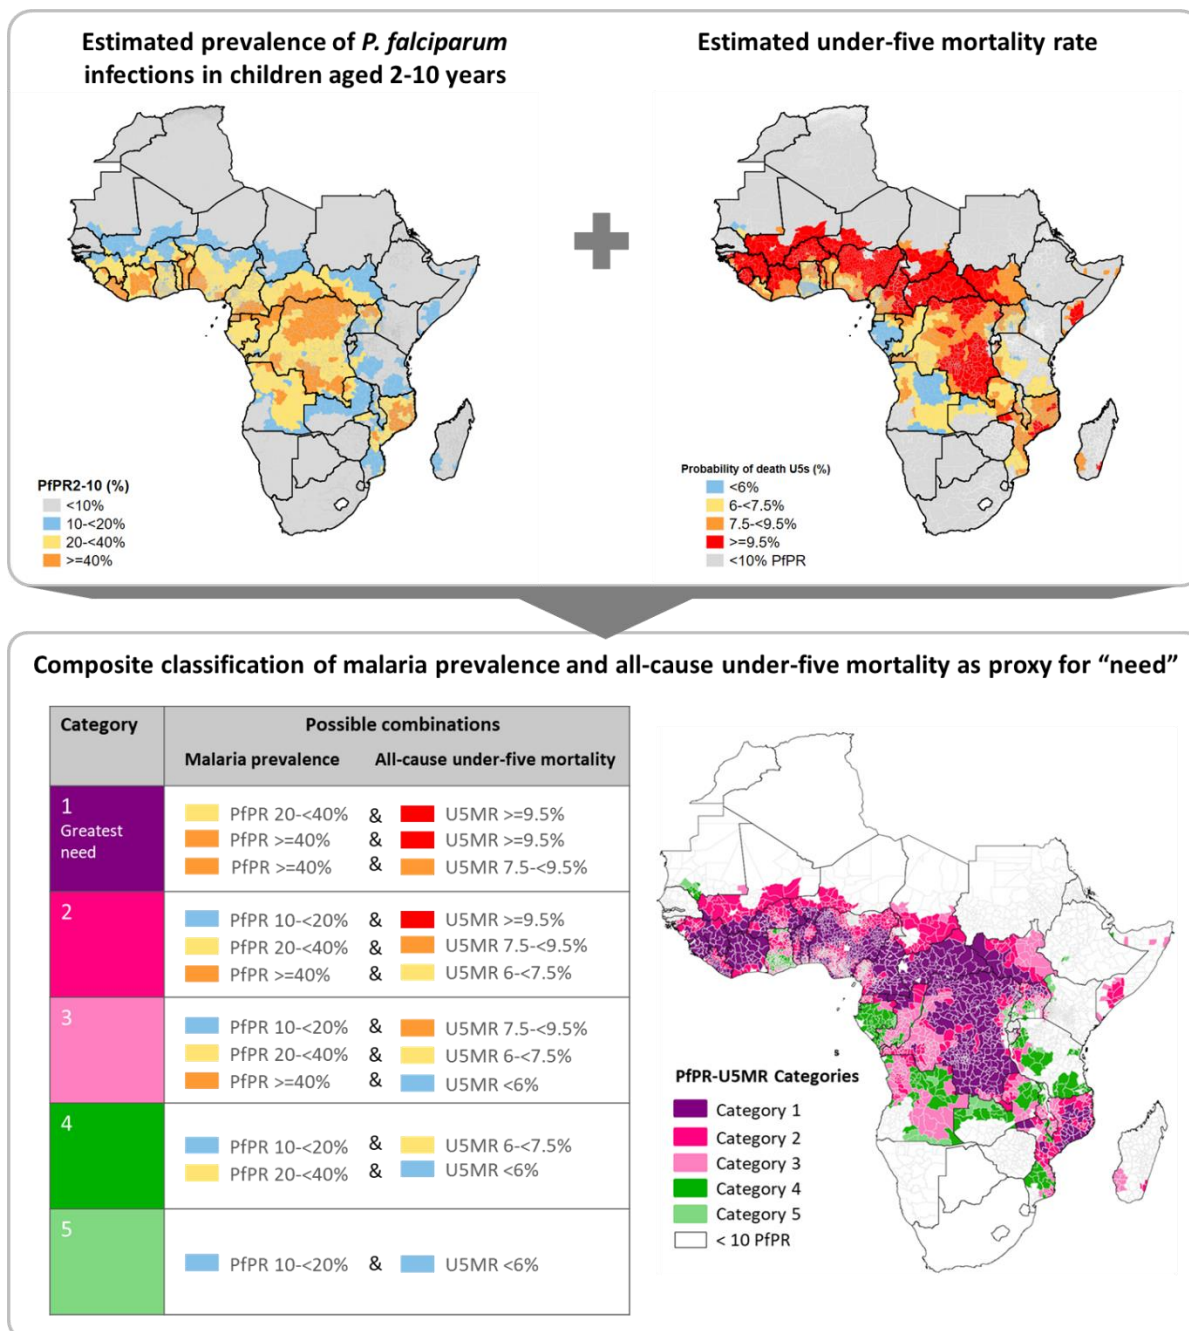 Estimated prevalence of P. falciparum
infections in children aged 2-10 years
Estimated under-five mortality rate
PfPR2-10 (%)
<10%
10-<20%
20-<40%
>=40%
Probability of death U5s (%)
<6%
6-<7.5%
7.5-<9.5%
>=9.5%
<10% PfPR
Composite classification of malaria prevalence and all-cause under-five mortality as proxy for “need”
Category
Possible combinations
Malaria prevalence
All-cause under-five mortality
1
Greatest
need
PfPR 20-<40% & U5MR >=9.5%
PfPR >=40% & U5MR >=9.5%
PfPR >=40% & U5MR 7.5-<9.5%
2
PfPR 10-<20% & U5MR >=9.5%
PfPR 20-<40% & U5MR 7.5-<9.5%
PfPR >=40% & U5MR 6-<7.5%
3
PfPR 10-<20% & U5MR 7.5-<9.5%
PfPR 20-<40% & U5MR 6-<7.5%
PfPR >=40% & U5MR <6%
4
PfPR 10-<20% & U5MR 6-<7.5%
PfPR 20-<40% & U5MR <6%
5
PfPR 10-<20% & U5MR <6%
s
PfPR-U5MR Categories
Category 1
Category 2
Category 3
Category 4
Category 5
< 10 PfPR